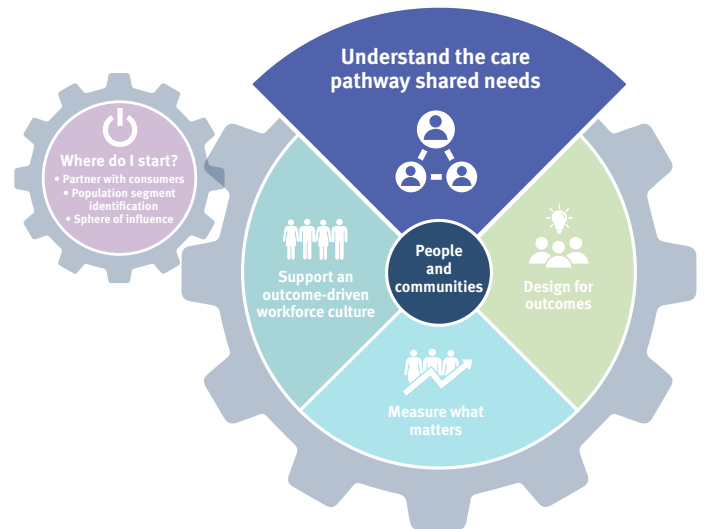 Understand the care
pathway shared needs
Where do I start?
• Partner with consumers
• Population segment
identification
• Sphere of influence
People
and
communities
Support an
outcome-driven
workforce culture
Design for
outcomes
Measure what
matters